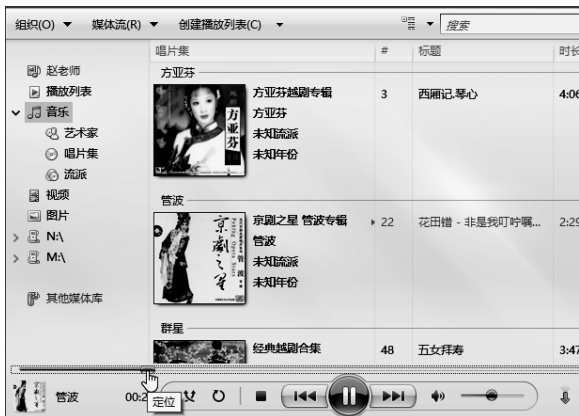 组织(O) 媒体流(R) 创建播放列表(C) 搜索
唱片集 # 标题 时长
赵老师
播放列表
音乐
艺术家
唱片集
流派
视频
图片
N:\
M:\
其他媒体库
方亚芬
方亚芬
方亚芬越剧专辑 3 西厢记.琴心 4:06
方亚芬
未知流派
未知年份
管波
京剧之星
Peking Opera Stars
管波
京剧之星 管波专辑 22 花田错 - 非是我叮咛嘱... 2:29
管波
未知流派
未知年份
群星
经典越剧合集 48 五女拜寿 3:47
管波 00:2
定位